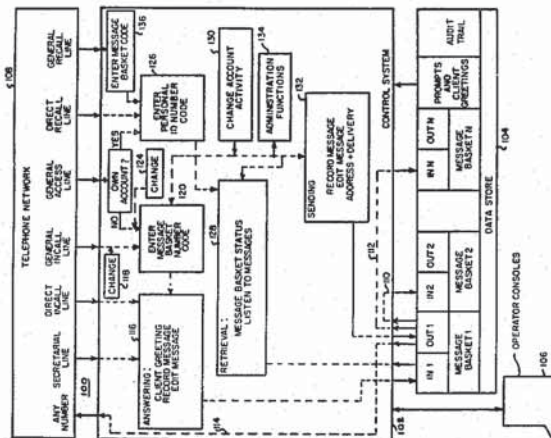 108
TELEPHONE NETWORK
ANY NUMBER
SECRETARIAL LINE
DIRECT INCALL LINE
GENERAL INCALL LINE
GENERAL ACCESS LINE
DIRECT RECALL LINE
GENERAL RECALL LINE
100
114
116
ANSWERING:
CLIENT GREETING
RECORD MESSAGE
EDIT MESSAGE
CHANGE
118
NO
OWN ACCOUNT?
YES
124
CHANGE
120
ENTER MESSAGE BASKET NUMBER CODE
ENTER MESSAGE BASKET CODE
136
126
ENTER PERSONAL ID NUMBER CODE
128
RETRIEVAL:
MESSAGE BASKET STATUS
LISTEN TO MESSAGES
130
CHANGE ACCOUNT ACTIVITY
134
ADMINISTRATION FUNCTIONS
132
SENDING
RECORD MESSAGE
EDIT MESSAGE
ADDRESS + DELIVERY
CONTROL SYSTEM
102
110
112
IN 1
OUT 1
MESSAGE BASKET 1
IN 2
OUT 2
MESSAGE BASKET 2
IN N
OUT N
MESSAGE BASKET N
PROMPTS AND CLIENT GREETINGS
AUDIT TRAIL
DATA STORE
104
OPERATOR CONSOLES
106